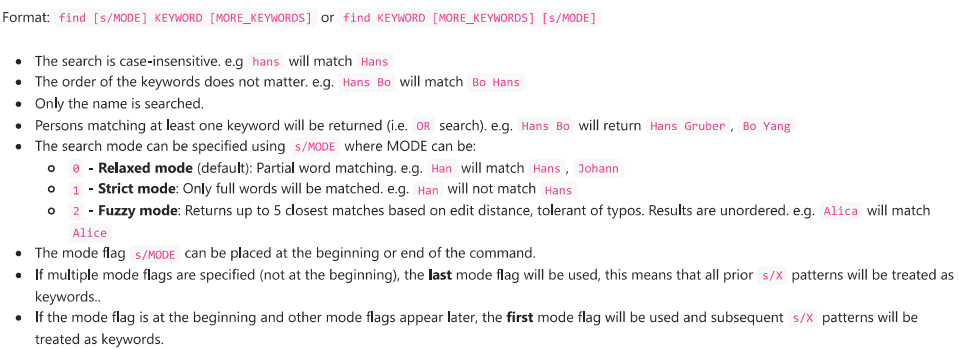 Format: find [s/MODE] KEYWORD [MORE_KEYWORDS] or find KEYWORD [MORE_KEYWORDS] [s/MODE]
• The search is case-insensitive. e.g hans will match Hans
• The order of the keywords does not matter. e.g. Hans Bo will match Bo Hans
• Only the name is searched.
• Persons matching at least one keyword will be returned (i.e. OR search). e.g. Hans Bo will return Hans Gruber, Bo Yang
• The search mode can be specified using s/MODE where MODE can be:
o 0 - Relaxed mode (default): Partial word matching. e.g. Han will match Hans, Johann
o 1 - Strict mode: Only full words will be matched. e.g. Han will not match Hans
o 2 - Fuzzy mode: Returns up to 5 closest matches based on edit distance, tolerant of typos. Results are unordered. e.g. Alica will match
Alice
• The mode flag s/MODE can be placed at the beginning or end of the command.
• If multiple mode flags are specified (not at the beginning), the last mode flag will be used, this means that all prior s/X patterns will be treated as
keywords..
• If the mode flag is at the beginning and other mode flags appear later, the first mode flag will be used and subsequent s/X patterns will be
treated as keywords.